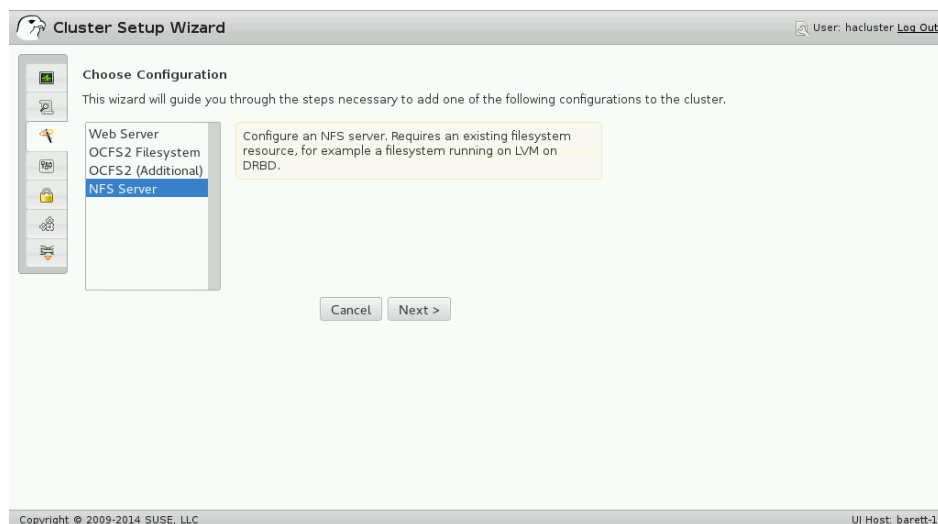 Cluster Setup Wizard
User: hacluster Log Out
Choose Configuration
This wizard will guide you through the steps necessary to add one of the following configurations to the cluster.
Web Server
OCFS2 Filesystem
OCFS2 (Additional)
NFS Server
Configure an NFS server. Requires an existing filesystem
resource, for example a filesystem running on LVM on
DRBD.
Cancel
Next >
Copyright © 2009-2014 SUSE, LLC
UI Host: barett-1